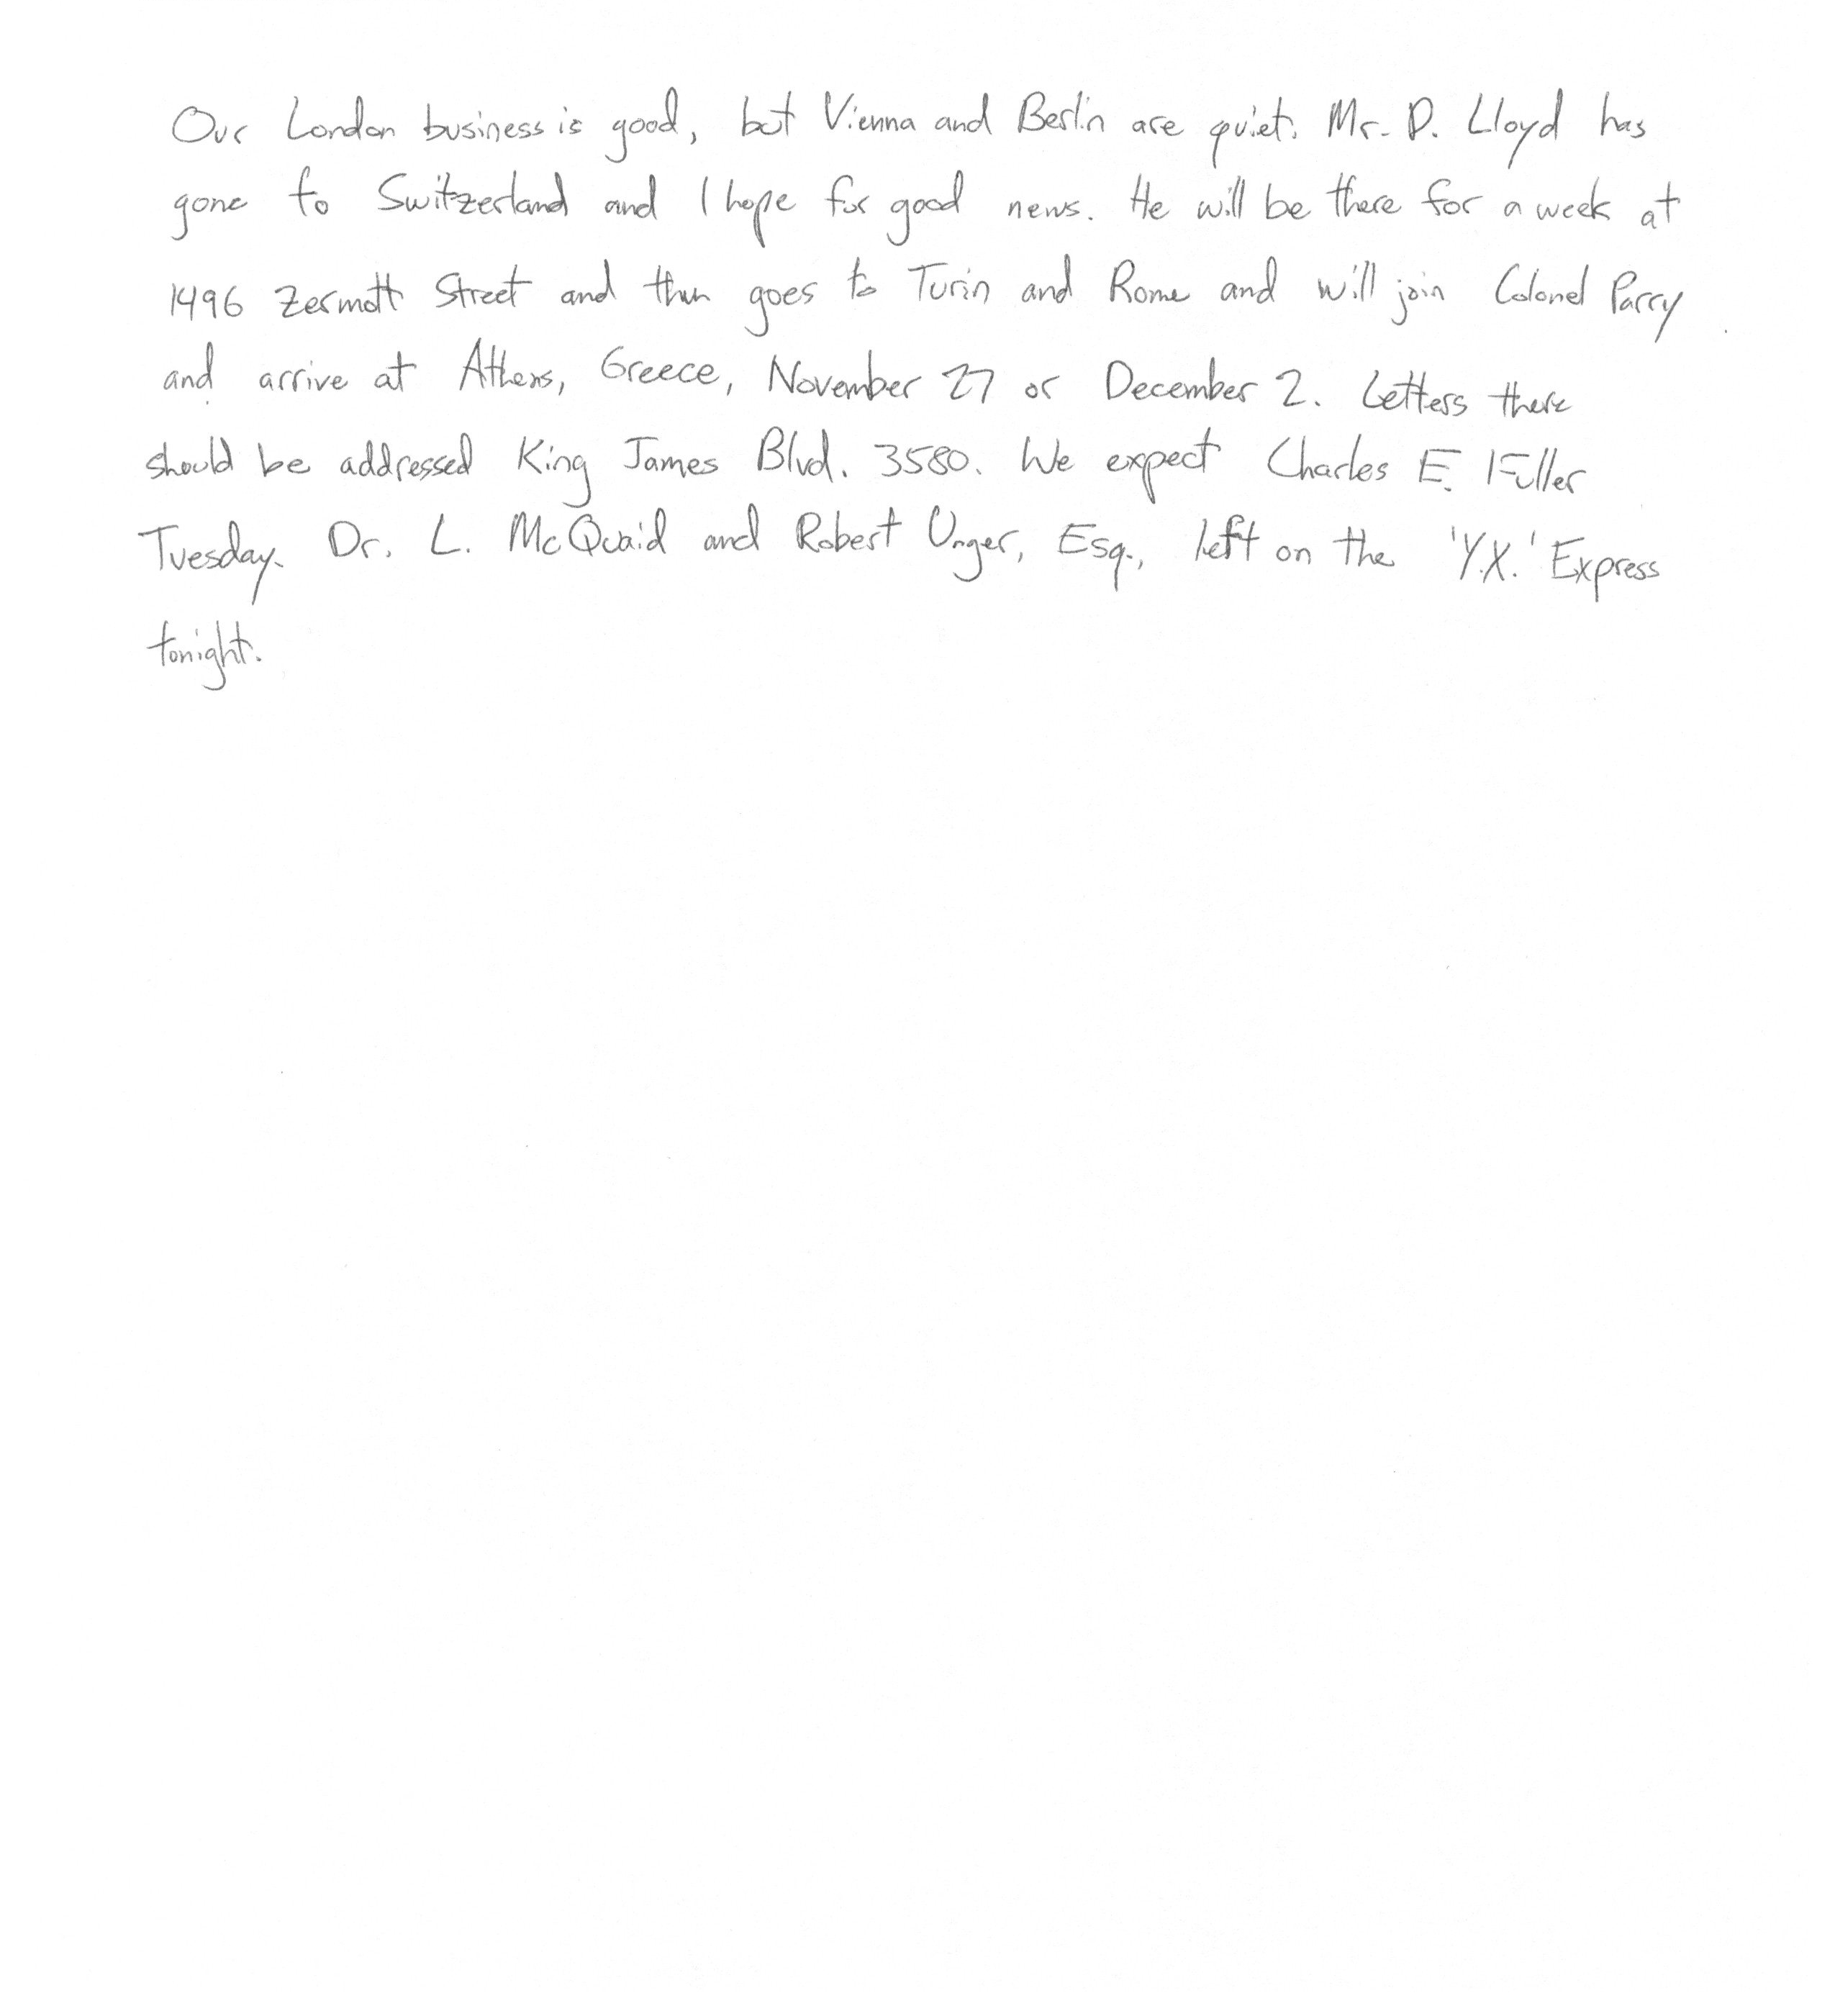 Our London business is good, but Vienna and Berlin are quiet. Mr. D. Lloyd has
gone to Switzerland and I hope for good news. He will be there for a week at
1496 Zermott Street and then goes to Turin and Rome and will join Colonel Parry
and arrive at Athens, Greece, November 27 or December 2. Letters there
should be addressed King James Blvd. 3580. We expect Charles E. Fuller
Tuesday. Dr. L. McQuaid and Robert Unger, Esq., left on the 'Y.X.' Express
tonight.